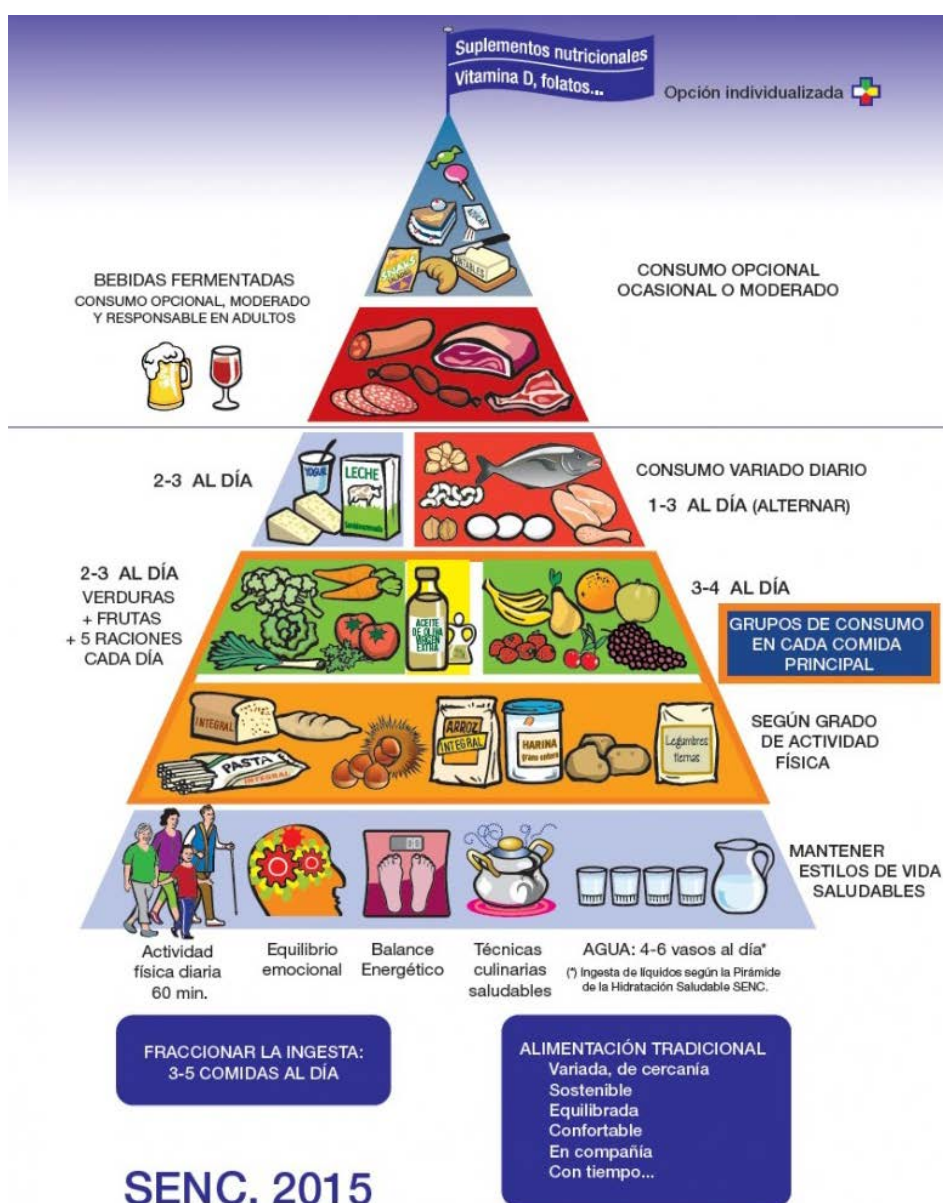 Suplementos nutricionales
Vitamina D, folatos...
Opción individualizada
AZÚCAR
SNAKS
UNTABLES
BEBIDAS FERMENTADAS
CONSUMO OPCIONAL, MODERADO
Y RESPONSABLE EN ADULTOS
CONSUMO OPCIONAL
OCASIONAL O MODERADO
2-3 AL DÍA
YOGUR
LECHE
CONSUMO VARIADO DIARIO
1-3 AL DÍA (ALTERNAR)
2-3 AL DÍA
VERDURAS
+ FRUTAS
+ 5 RACIONES
CADA DÍA
ACEITE
DE OLIVA
VIRGEN
EXTRA
3-4 AL DÍA
GRUPOS DE CONSUMO
EN CADA COMIDA
PRINCIPAL
INTEGRAL
PASTA
INTEGRAL
ARROZ
INTEGRAL
HARINA
grano entero
Legumbres
tiernas
SEGÚN GRADO
DE ACTIVIDAD
FÍSICA
MANTENER
ESTILOS DE VIDA
SALUDABLES
Actividad
física diaria
60 min.
Equilibrio
emocional
Balance
Energético
Técnicas
culinarias
saludables
AGUA: 4-6 vasos al día*
(*) Ingesta de líquidos según la Pirámide
de la Hidratación Saludable SENC.
FRACCIONAR LA INGESTA:
3-5 COMIDAS AL DÍA
ALIMENTACIÓN TRADICIONAL
Variada, de cercanía
Sostenible
Equilibrada
Confortable
En compañía
Con tiempo...
SENC, 2015